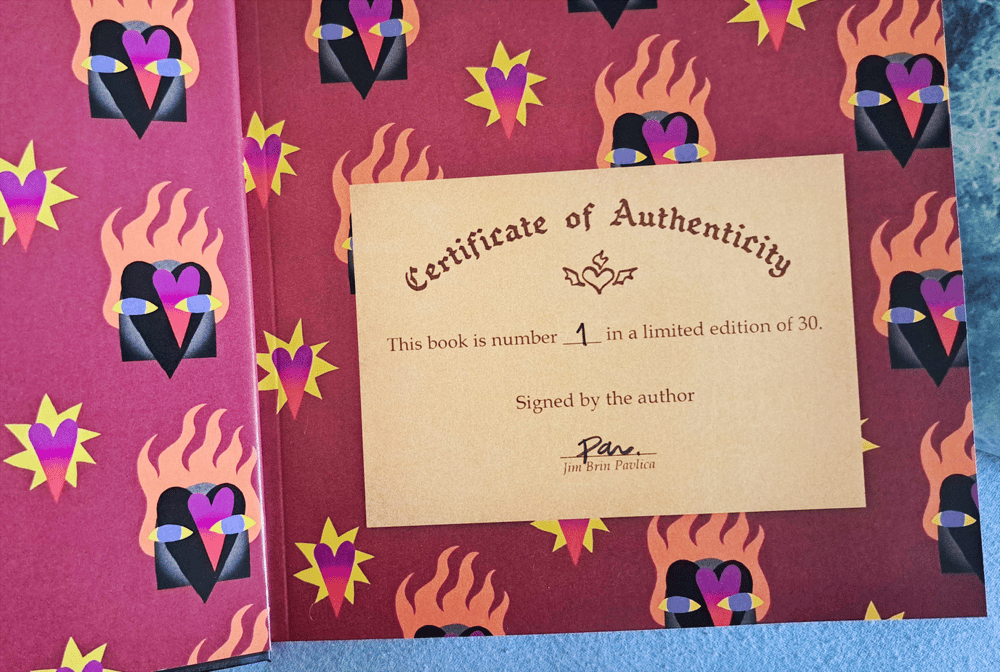 Certificate of Authenticity
This book is number 1 in a limited edition of 30.
Signed by the author
Pav.
Jim Brin Pavlica